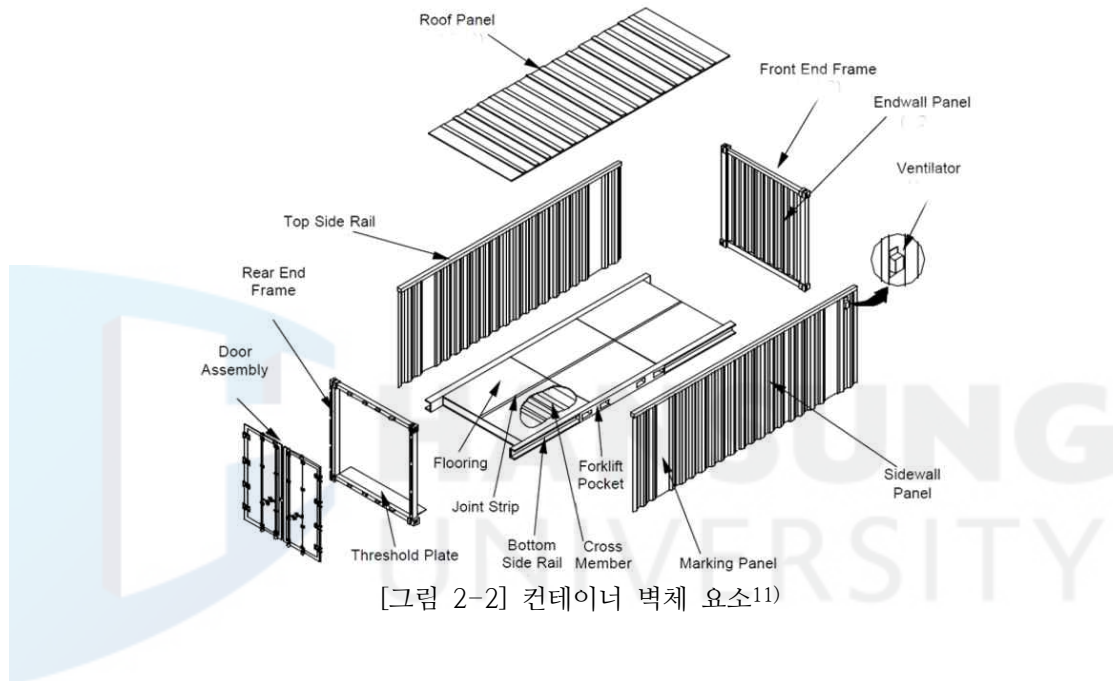 Roof Panel
Front End Frame
Endwall Panel
Ventilator
Top Side Rail
Rear End
Frame
Door
Assembly
Flooring
Joint Strip
Forklift
Pocket
Sidewall
Panel
Threshold Plate
Bottom
Side Rail
Cross
Member
Marking Panel
HANSUNG
UNIVERSITY
[그림 2-2] 컨테이너 벽체 요소11)